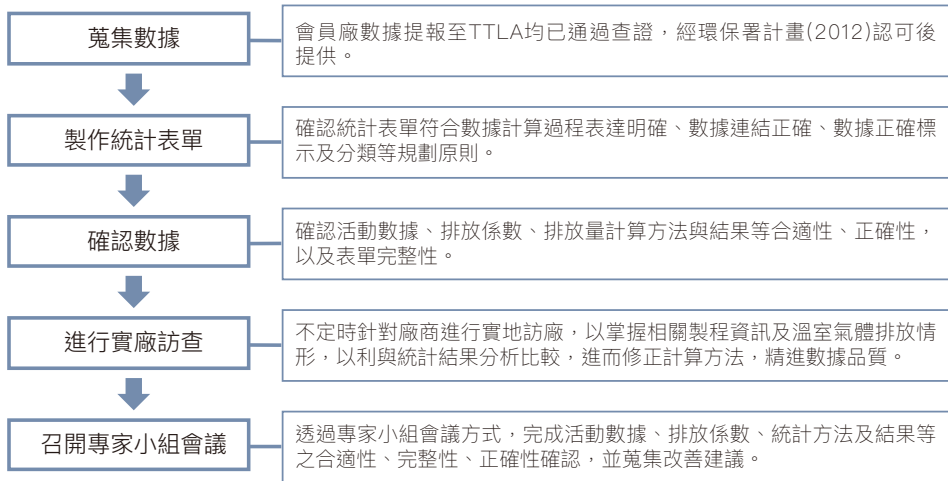 蒐集數據
會員廠數據提報至TTLA均已通過查證，經環保署計畫(2012)認可後
提供。
製作統計表單
確認統計表單符合數據計算過程表達明確、數據連結正確、數據正確標
示及分類等規劃原則。
確認數據
確認活動數據、排放係數、排放量計算方法與結果等合適性、正確性，
以及表單完整性。
進行實廠訪查
不定時針對廠商進行實地訪廠，以掌握相關製程資訊及溫室氣體排放情
形，以利與統計結果分析比較，進而修正計算方法，精進數據品質。
召開專家小組會議
透過專家小組會議方式，完成活動數據、排放係數、統計方法及結果等
之合適性、完整性、正確性確認，並蒐集改善建議。